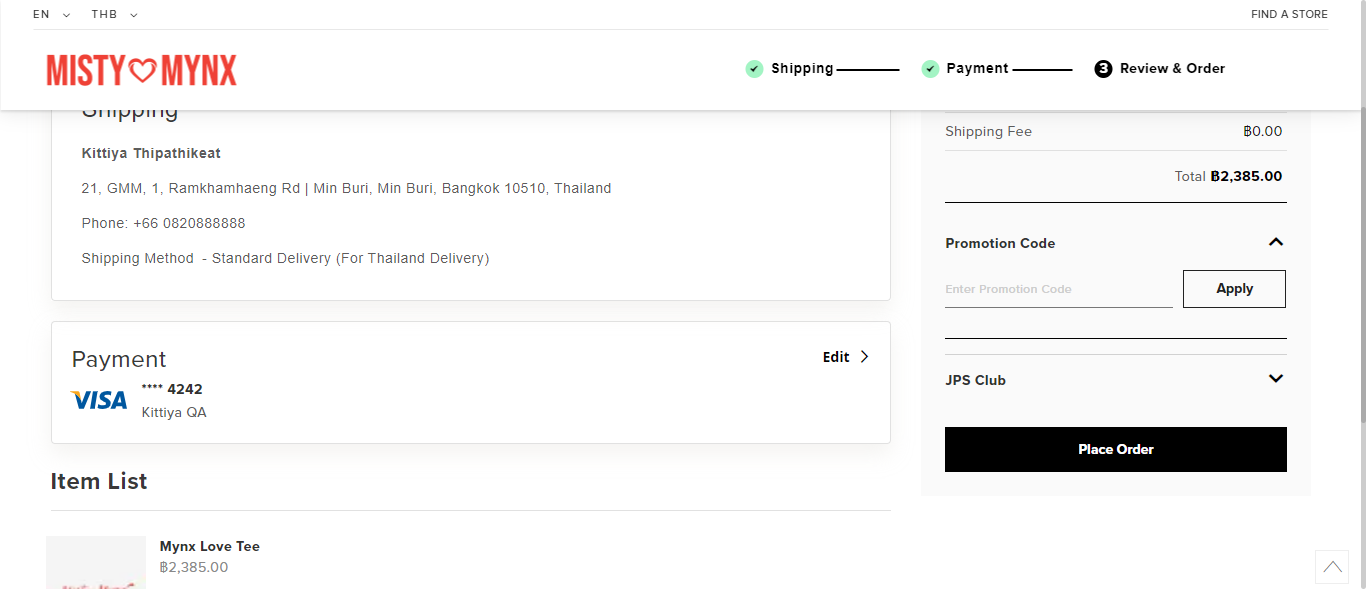 EN THB FIND A STORE
MISTY MYNX
Shipping Payment 3 Review & Order
Shipping
Kittiya Thipathikeat
21, GMM, 1, Ramkhamhaeng Rd | Min Buri, Min Buri, Bangkok 10510, Thailand
Phone: +66 0820888888
Shipping Method - Standard Delivery (For Thailand Delivery)
Payment
Edit
VISA
**** 4242
Kittiya QA
Item List
Mynx Love Tee
฿2,385.00
Shipping Fee ฿0.00
Total ฿2,385.00
Promotion Code
Enter Promotion Code
Apply
JPS Club
Place Order